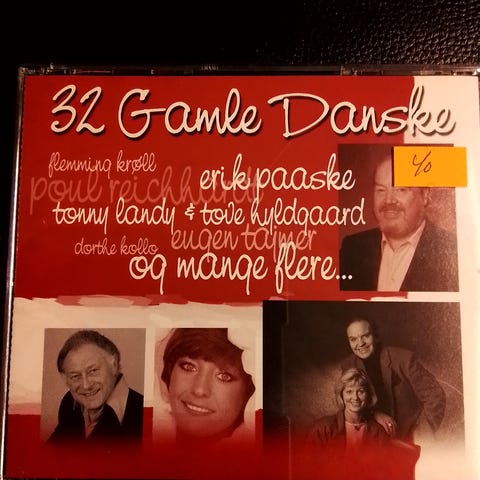 32 Gamle Danske
flemming krøll
erik paaske
poul reichhardt
tonny landy & tove hyldgaard
dorthe kollo
eugen tajmer
og mange flere...